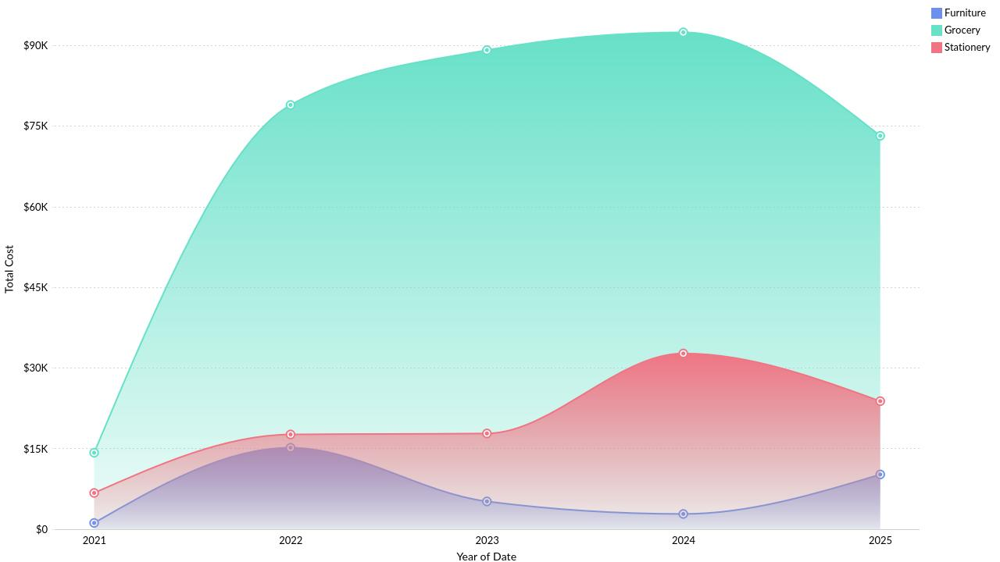 Furniture
Grocery
Stationery
$90K
$75K
$60K
$45K
$30K
$15K
$0
Total Cost
2021 2022 2023 2024 2025
Year of Date